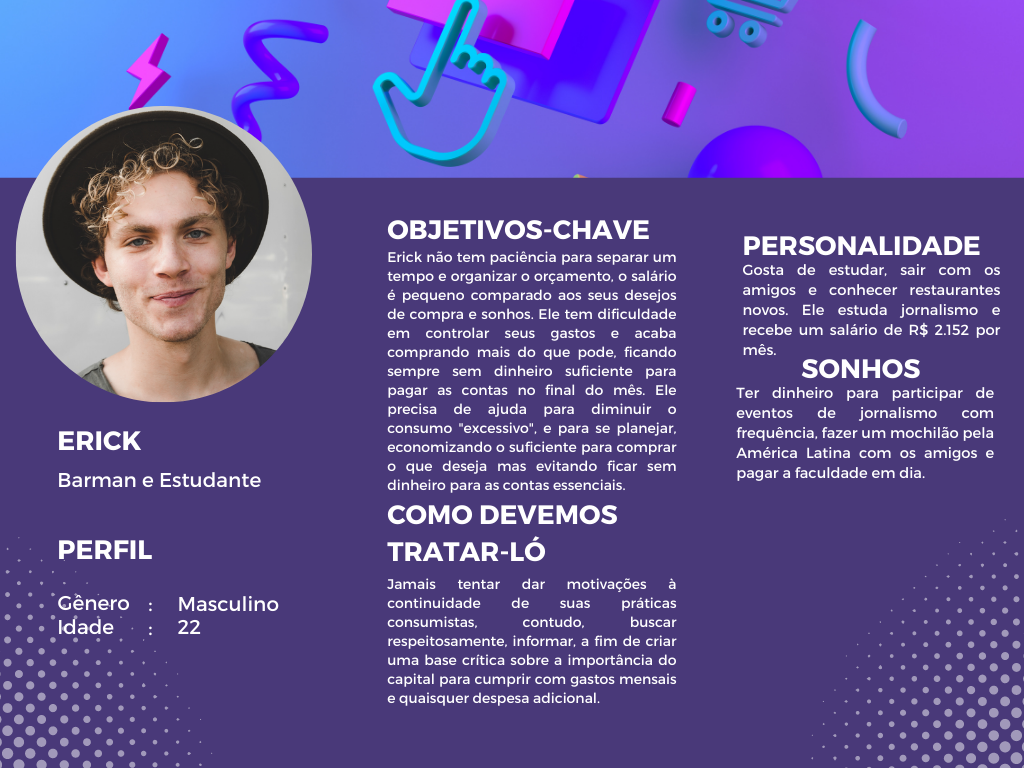 ERICK
Barman e Estudante
PERFIL
Gênero : Masculino
Idade : 22
OBJETIVOS-CHAVE
Erick não tem paciência para separar um
tempo e organizar o orçamento, o salário
é pequeno comparado aos seus desejos
de compra e sonhos. Ele tem dificuldade
em controlar seus gastos e acaba
comprando mais do que pode, ficando
sempre sem dinheiro suficiente para
pagar as contas no final do mês. Ele
precisa de ajuda para diminuir o
consumo "excessivo", e para se planejar,
economizando o suficiente para comprar
o que deseja mas evitando ficar sem
dinheiro para as contas essenciais.
COMO DEVEMOS
TRATAR-LÓ
Jamais tentar dar motivações à
continuidade de suas práticas
consumistas, contudo, buscar
respeitosamente, informar, a fim de criar
uma base crítica sobre a importância do
capital para cumprir com gastos mensais
e quaisquer despesa adicional.
PERSONALIDADE
Gosta de estudar, sair com os
amigos e conhecer restaurantes
novos. Ele estuda jornalismo e
recebe um salário de R$ 2.152 por
mês.
SONHOS
Ter dinheiro para participar de
eventos de jornalismo com
frequência, fazer um mochilão pela
América Latina com os amigos e
pagar a faculdade em dia.